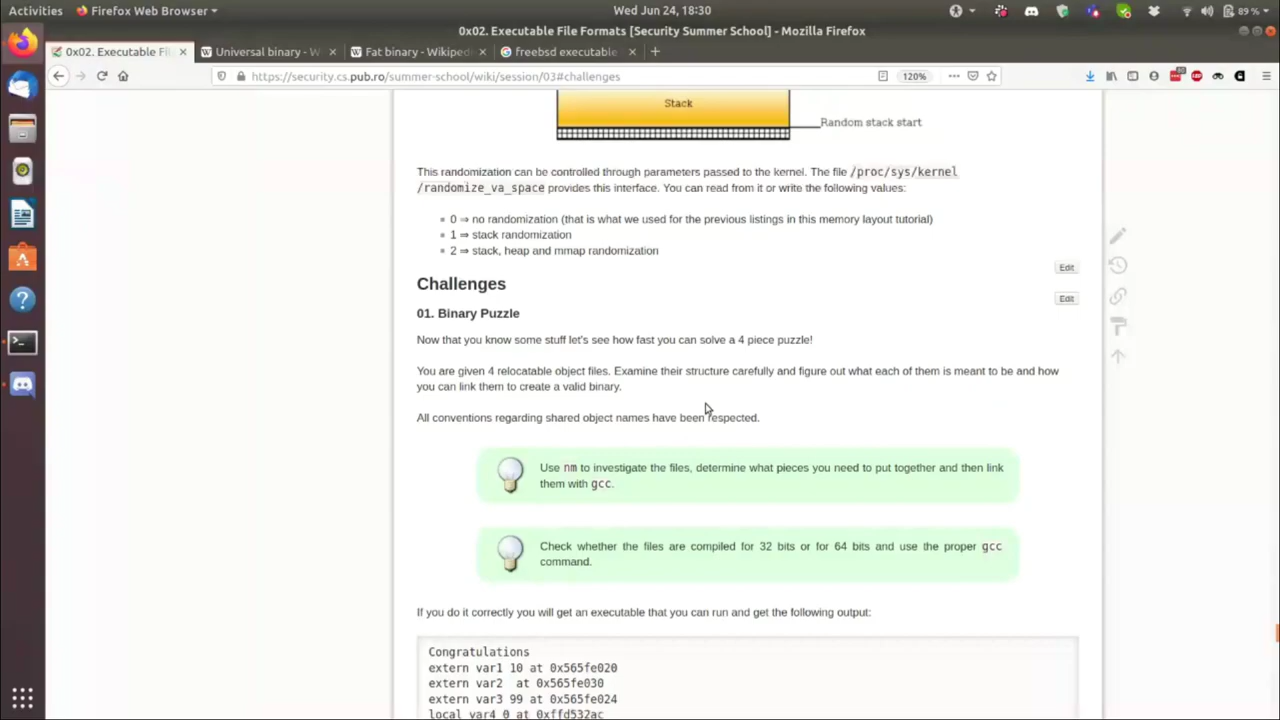 Activities Firefox Web Browser Wed Jun 24, 18:30 89 %
0x02. Executable File Formats [Security Summer School] - Mozilla Firefox
0x02. Executable Fil Universal binary - W Fat binary - Wikiped freebsd executable
https://security.cs.pub.ro/summer-school/wiki/session/03#challenges 120%
Stack
Random stack start
This randomization can be controlled through parameters passed to the kernel. The file /proc/sys/kernel
/randomize_va_space provides this interface. You can read from it or write the following values:
0 ⇒ no randomization (that is what we used for the previous listings in this memory layout tutorial)
1 ⇒ stack randomization
2 ⇒ stack, heap and mmap randomization
Edit
Challenges
Edit
01. Binary Puzzle
Now that you know some stuff let's see how fast you can solve a 4 piece puzzle!
You are given 4 relocatable object files. Examine their structure carefully and figure out what each of them is meant to be and how
you can link them to create a valid binary.
All conventions regarding shared object names have been respected.
Use nm to investigate the files, determine what pieces you need to put together and then link
them with gcc.
Check whether the files are compiled for 32 bits or for 64 bits and use the proper gcc
command.
If you do it correctly you will get an executable that you can run and get the following output:
Congratulations
extern var1 10 at 0x565fe020
extern var2  at 0x565fe030
extern var3 99 at 0x565fe024
local var4 0 at 0xffd532ac